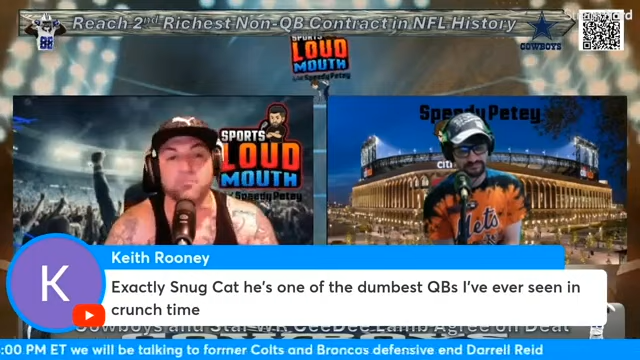 Reach 2nd Richest Non-QB Contract in NFL History
COWBOYS
SPORTS
LOUD
MOUTH
SPORTS
LOUD
MOUTH
w/Speedy Petey
Speedy Petey
citi
Mets
K
Keith Rooney
Exactly Snug Cat he's one of the dumbest QBs I've ever seen in
crunch time
Cowboys and Star WR CeeDee Lamb Agree on Deal
:00 PM ET we will be talking to former Colts and Broncos defensive end Darrell Reid